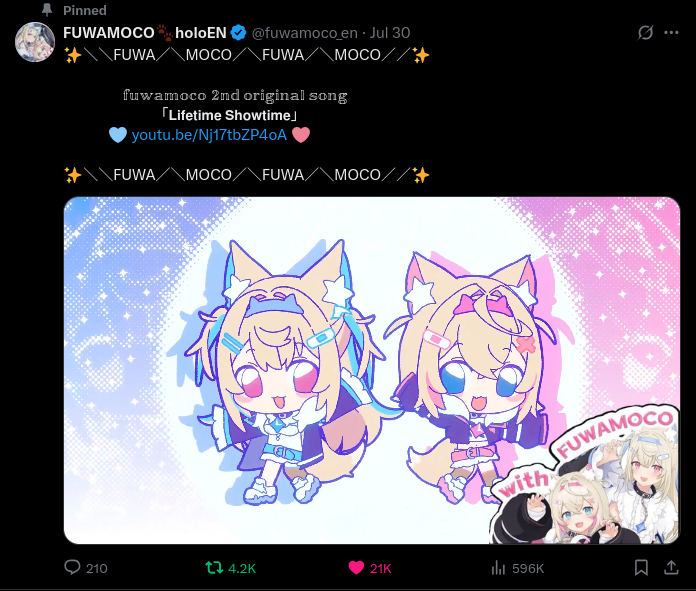 Pinned
FUWAMOCO🐾holoEN @fuwamoco_en · Jul 30
✨＼＼FUWA／＼MOCO／＼FUWA／＼MOCO／／✨
𝕗𝕦𝕨𝕒𝕞𝕠𝕔𝕠 𝟚𝕟𝕕 𝕠𝕣𝕚𝕘𝕚𝕟𝕒𝕝 𝕤𝕠𝕟𝕘
「Lifetime Showtime」
🩵 youtu.be/Nj17tbZP4oA 🩷
✨＼＼FUWA／＼MOCO／＼FUWA／＼MOCO／／✨
with FUWAMOCO
210 4.2K 21K 596K